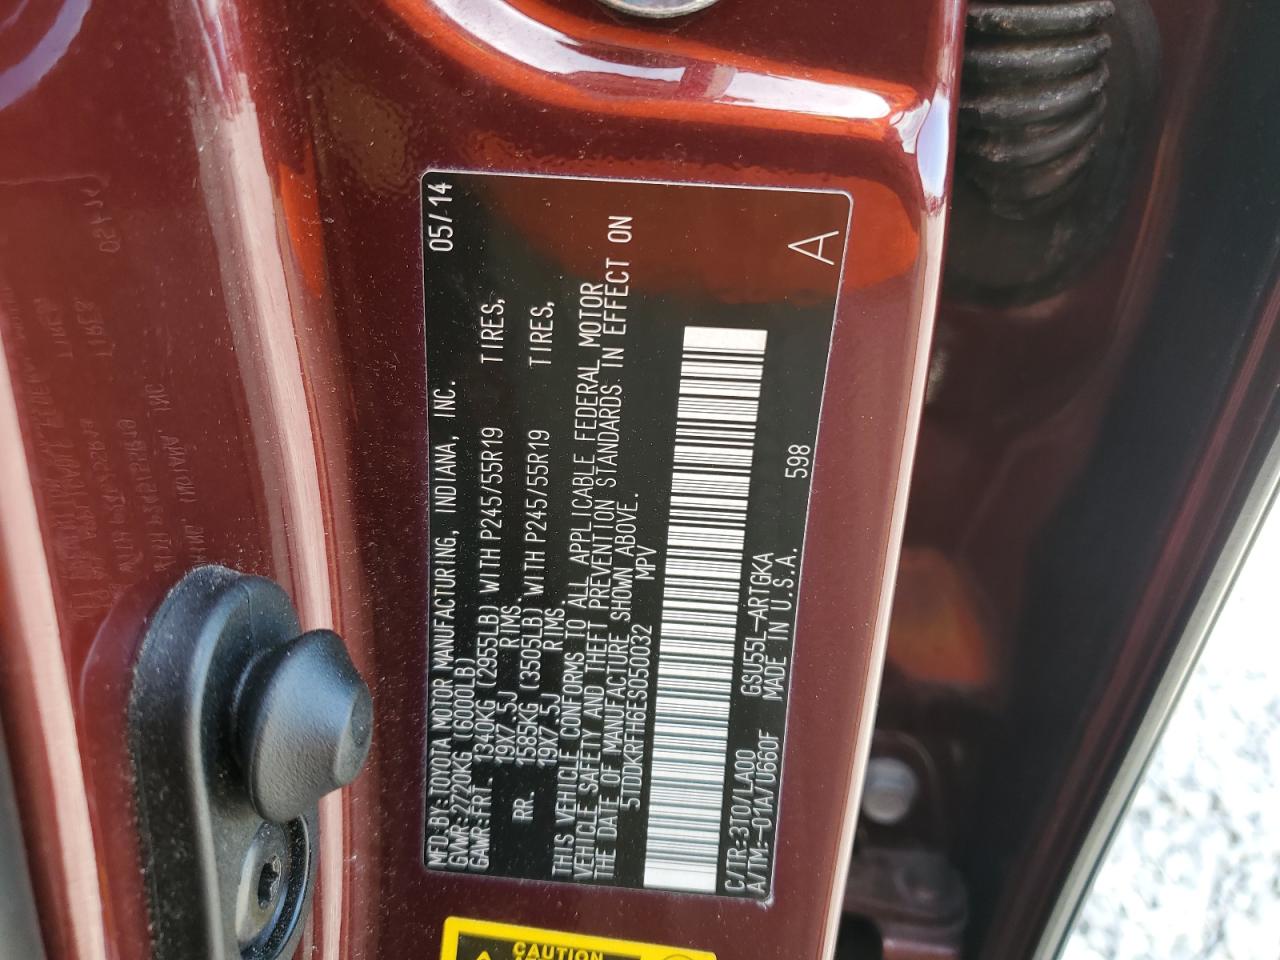 MFD.BY:TOYOTA MOTOR MANUFACTURING, INDIANA, INC. 05/14
GVWR:2720KG (6000LB)
GAWR:FRT. 1340KG (2955LB) WITH P245/55R19 TIRES,
19X7.5J RIMS
RR. 1585KG (3505LB) WITH P245/55R19 TIRES,
19X7.5J RIMS.
THIS VEHICLE CONFORMS TO ALL APPLICABLE FEDERAL MOTOR
VEHICLE SAFETY AND THEFT PREVENTION STANDARDS IN EFFECT ON
THE DATE OF MANUFACTURE SHOWN ABOVE.
5TDDKRFH6ES050032 MPV
C/TR:3T0/LA00 GSU55L-ARTGKA 598
A/TM:-01A/U660F MADE IN U.S.A. A
CAUTION